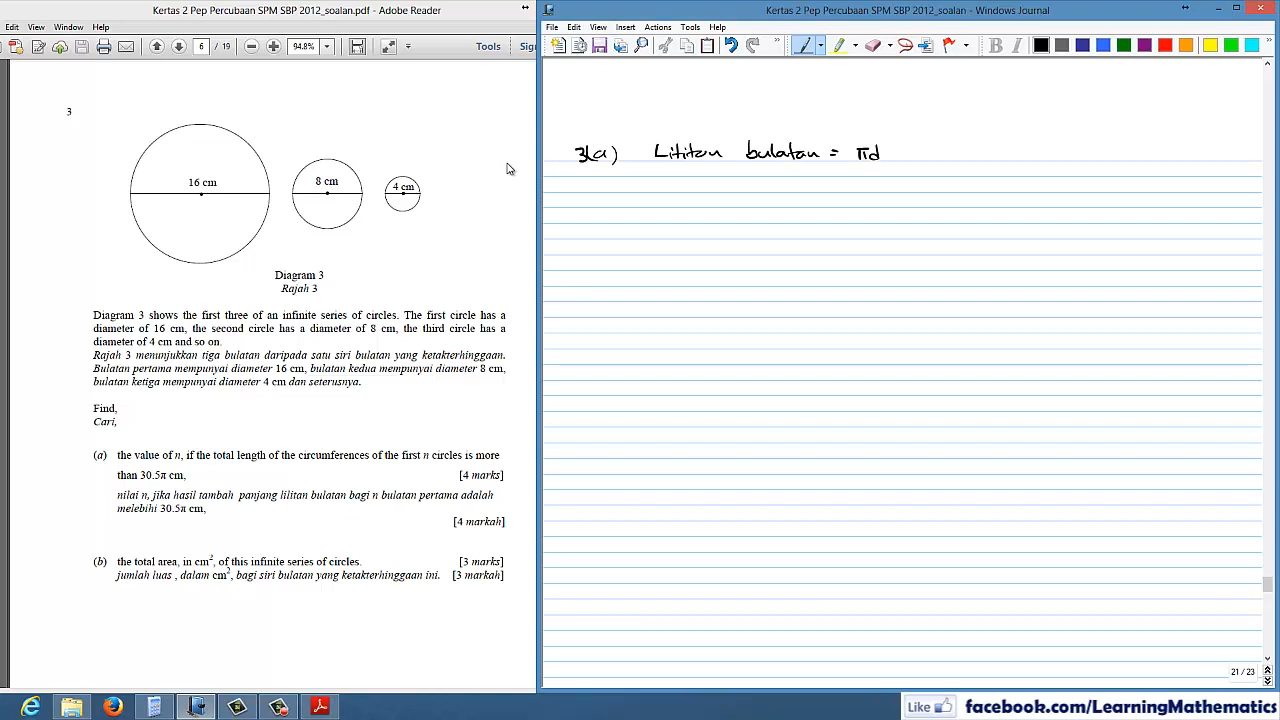 Kertas 2 Pep Percubaan SPM SBP 2012_soalan.pdf - Adobe Reader
Edit View Window Help
6 / 19 94.8% Tools
3
16 cm 8 cm 4 cm
Diagram 3
Rajah 3
Diagram 3 shows the first three of an infinite series of circles. The first circle has a
diameter of 16 cm, the second circle has a diameter of 8 cm, the third circle has a
diameter of 4 cm and so on.
Rajah 3 menunjukkan tiga bulatan daripada satu siri bulatan yang ketakterhinggaan.
Bulatan pertama mempunyai diameter 16 cm, bulatan kedua mempunyai diameter 8 cm,
bulatan ketiga mempunyai diameter 4 cm dan seterusnya.
Find,
Cari,
(a) the value of n, if the total length of the circumferences of the first n circles is more
than 30.5π cm, [4 marks]
nilai n, jika hasil tambah panjang lilitan bulatan bagi n bulatan pertama adalah
melebihi 30.5π cm,
[4 markah]
(b) the total area, in cm², of this infinite series of circles. [3 marks]
jumlah luas , dalam cm², bagi siri bulatan yang ketakterhinggaan ini. [3 markah]
Kertas 2 Pep Percubaan SPM SBP 2012_soalan - Windows Journal
File Edit View Insert Actions Tools Help
B I
3(a) Lilitan bulatan = πd
21 / 23
Like facebook.com/LearningMathematics